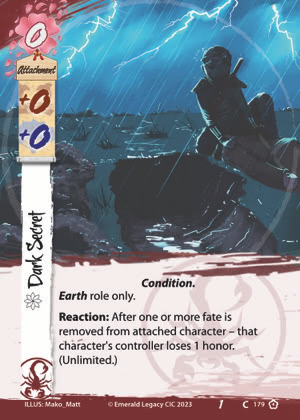 0
Attachment
+0
+0
Dark Secret
Condition.
Earth role only.
Reaction: After one or more fate is
removed from attached character – that
character's controller loses 1 honor.
(Unlimited.)
ILLUS: Mako_Matt © Emerald Legacy CIC 2023 1 C 179